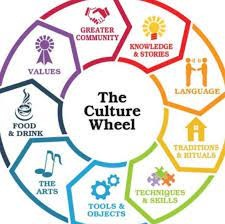 The
Culture
Wheel
GREATER
COMMUNITY
KNOWLEDGE
& STORIES
LANGUAGE
TRADITIONS
& RITUALS
TECHNIQUES
& SKILLS
TOOLS &
OBJECTS
THE
ARTS
FOOD
& DRINK
VALUES